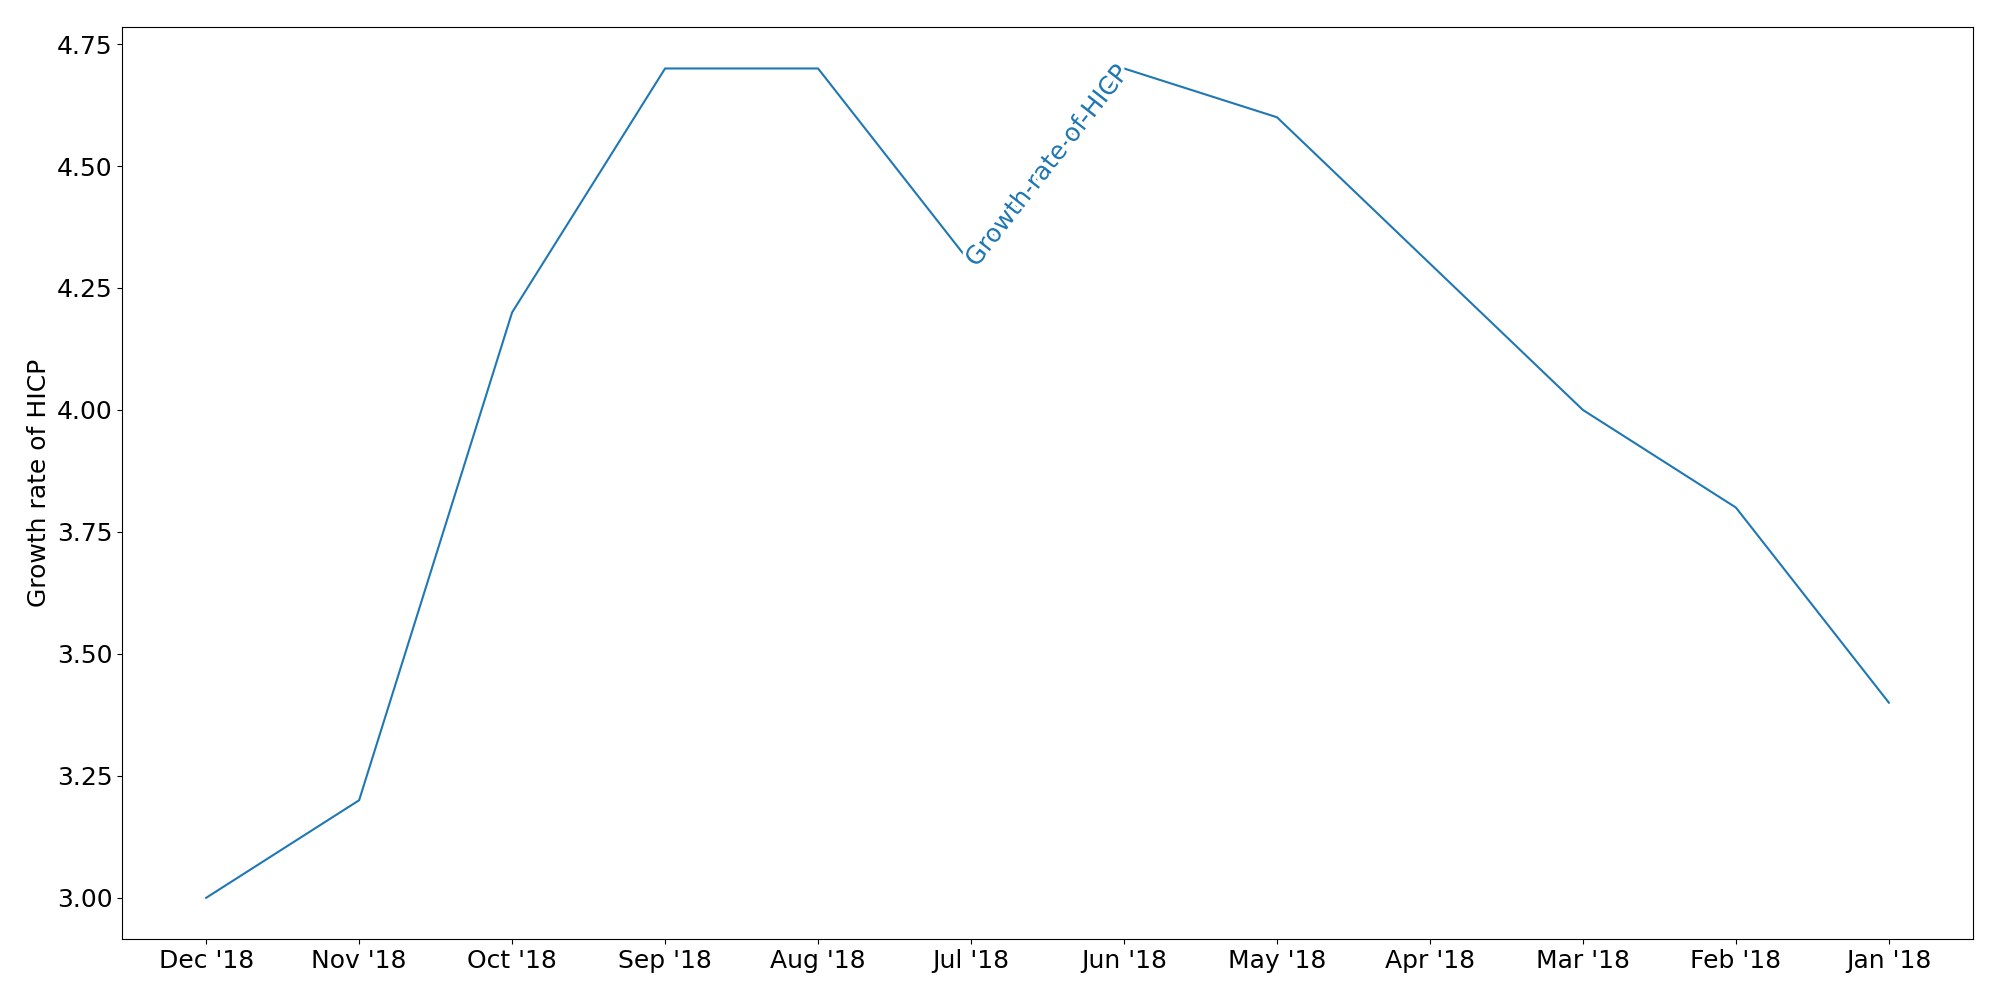 4.75
4.50
4.25
4.00
3.75
3.50
3.25
3.00
Growth rate of HICP
Growth-rate-of-HICP
Dec '18 Nov '18 Oct '18 Sep '18 Aug '18 Jul '18 Jun '18 May '18 Apr '18 Mar '18 Feb '18 Jan '18